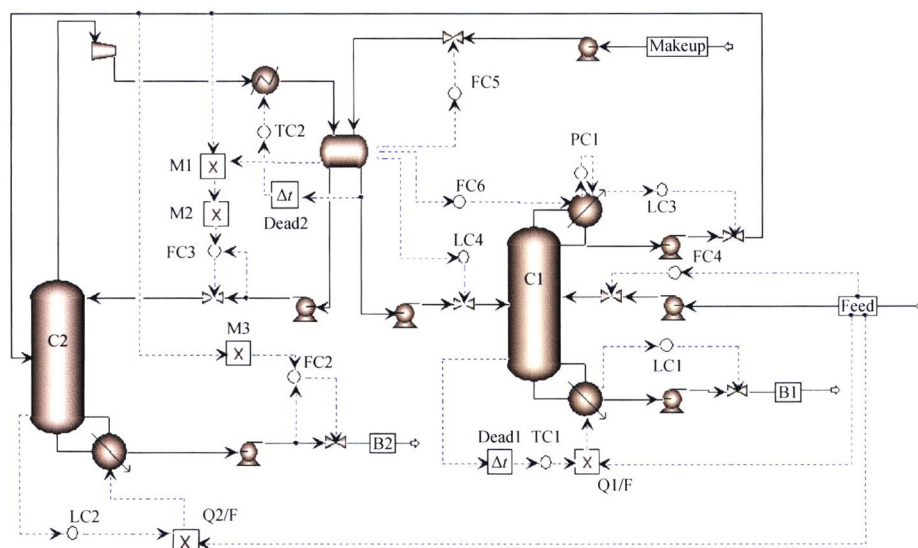 Makeup
FC5
TC2
PC1
M1
FC6
LC3
Δt
M2
Dead2
FC3
LC4
C1
FC4
Feed
C2
M3
FC2
LC1
B1
Dead1
TC1
B2
Δt
X
Q1/F
LC2
Q2/F
X
X
X
X